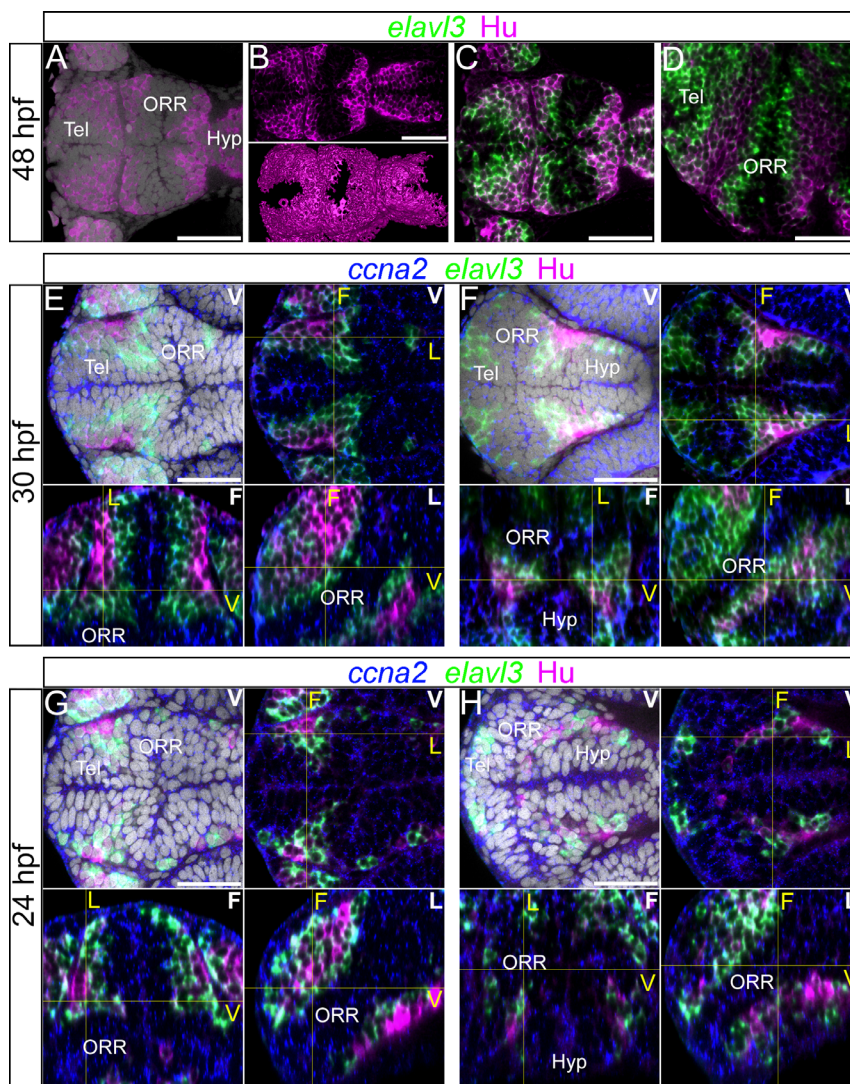 elavl3 Hu
48 hpf
A
ORR
Tel
Hyp
B
C
D
Tel
ORR
ccna2 elavl3 Hu
30 hpf
E
V
ORR
Tel
F
V
L
F
V
ORR
Tel
Hyp
F
V
L
L
F
V
ORR
F
L
V
ORR
L
F
ORR
V
Hyp
F
L
ORR
V
ccna2 elavl3 Hu
24 hpf
G
V
ORR
Tel
F
V
L
H
V
ORR
Tel
Hyp
F
V
L
L
F
V
ORR
F
L
V
ORR
L
F
ORR
V
Hyp
F
L
ORR
V